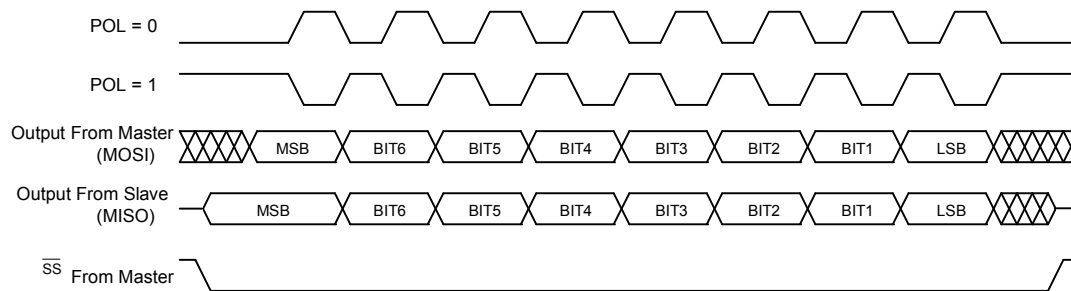 POL = 0
POL = 1
Output From Master
(MOSI)
MSB BIT6 BIT5 BIT4 BIT3 BIT2 BIT1 LSB
Output From Slave
(MISO)
MSB BIT6 BIT5 BIT4 BIT3 BIT2 BIT1 LSB
SS From Master